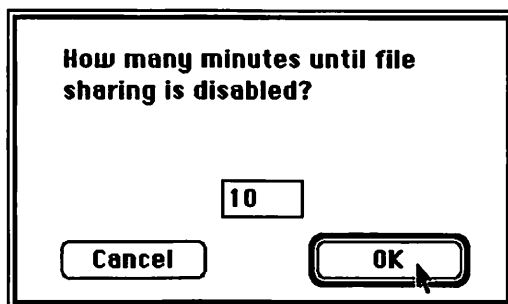 How many minutes until file
sharing is disabled?
10
Cancel
OK